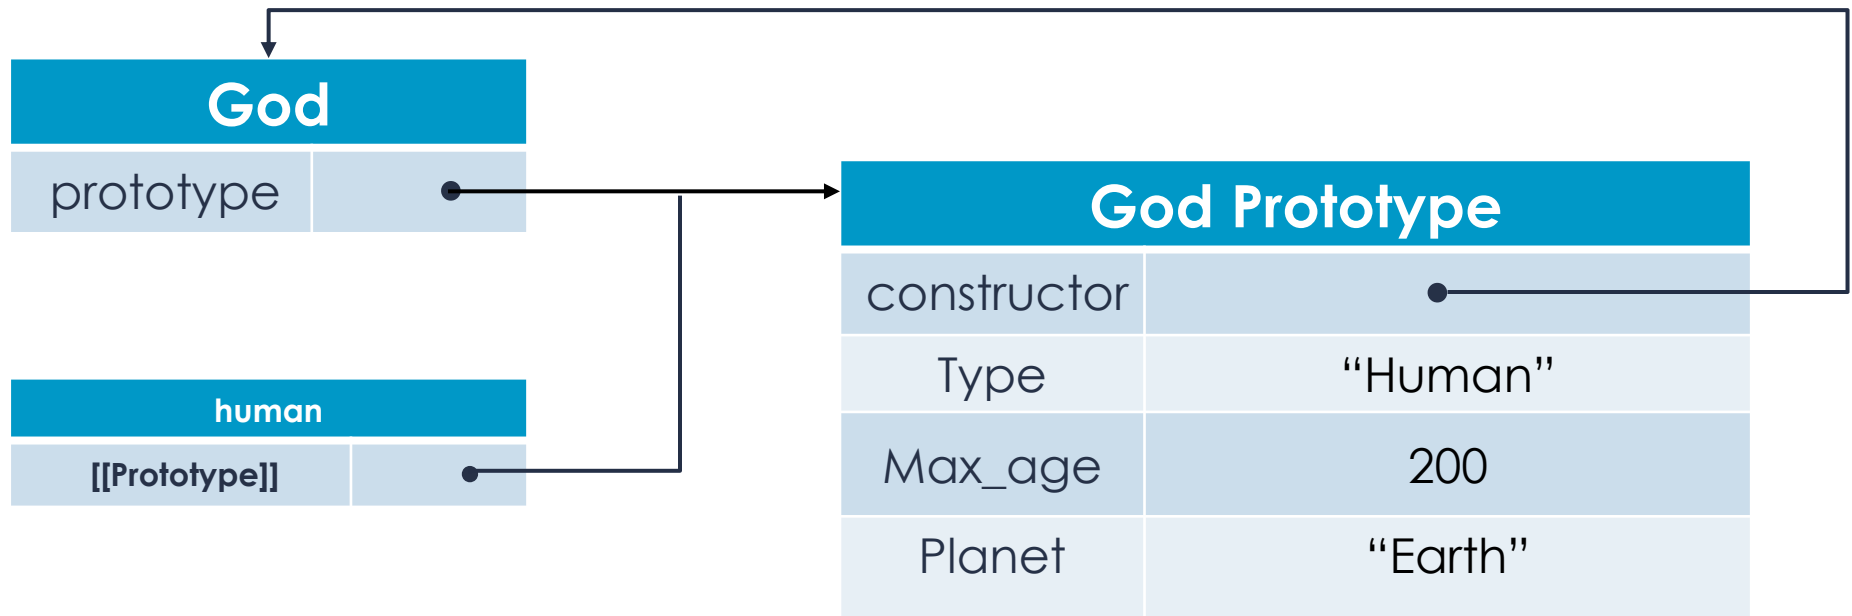 God
prototype
God Prototype
constructor
Type “Human”
Max_age 200
Planet “Earth”
human
[[Prototype]]